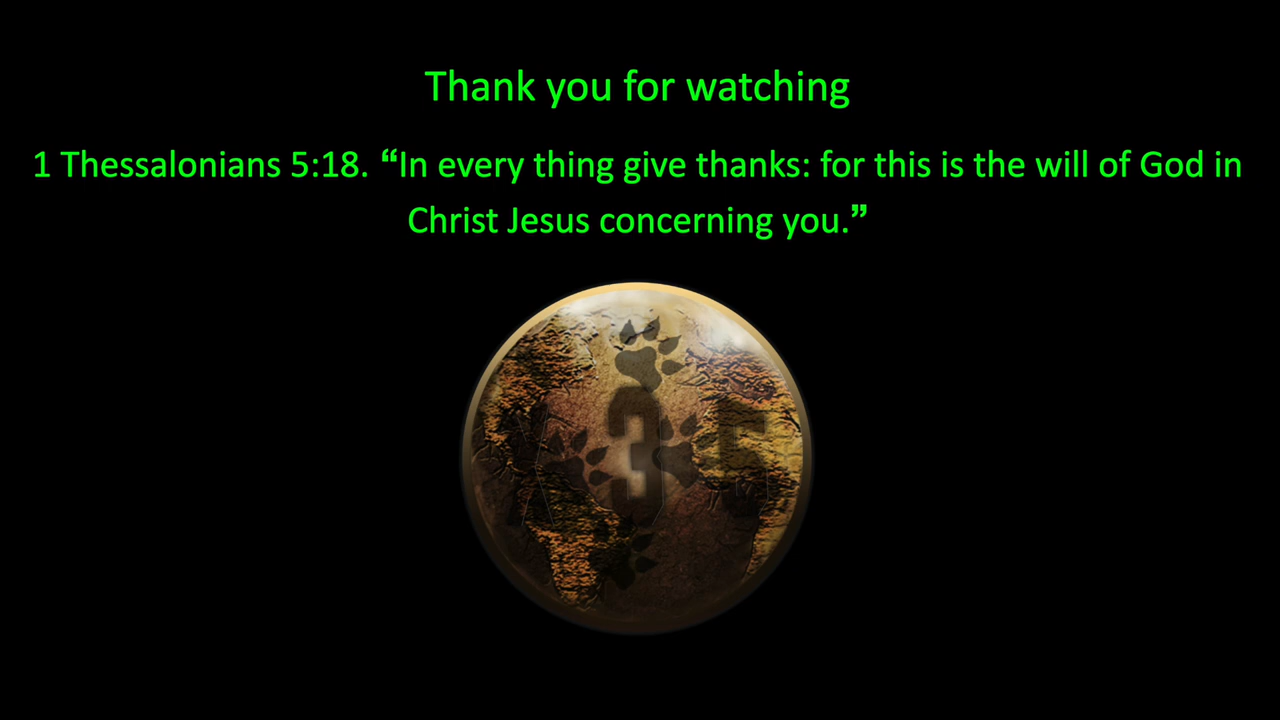 Thank you for watching
1 Thessalonians 5:18. “In every thing give thanks: for this is the will of God in
Christ Jesus concerning you.”
3